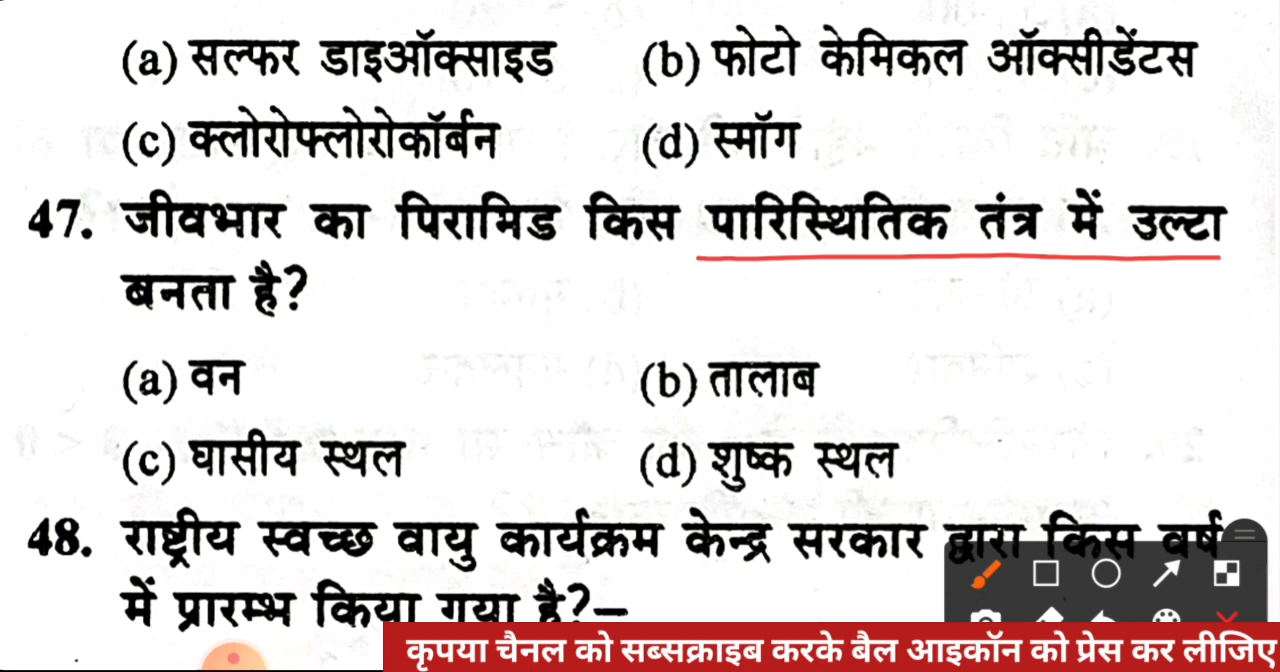 (a) सल्फर डाइऑक्साइड (b) फोटो केमिकल ऑक्सीडेंटस
(c) क्लोरोफ्लोरोकॉर्बन (d) स्मॉग
47. जीवभार का पिरामिड किस पारिस्थितिक तंत्र में उल्टा
बनता है?
(a) वन (b) तालाब
(c) घासीय स्थल (d) शुष्क स्थल
48. राष्ट्रीय स्वच्छ वायु कार्यक्रम केन्द्र सरकार द्वारा किस वर्ष
में प्रारम्भ किया गया है?–
कृपया चैनल को सब्सक्राइब करके बैल आइकॉन को प्रेस कर लीजिए